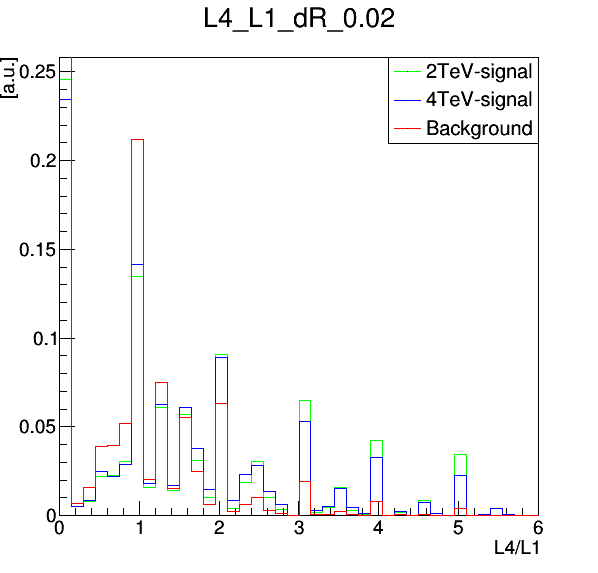 L4_L1_dR_0.02
[a.u.]
2TeV-signal
4TeV-signal
Background
0.25
0.2
0.15
0.1
0.05
0
0 1 2 3 4 5 6
L4/L1